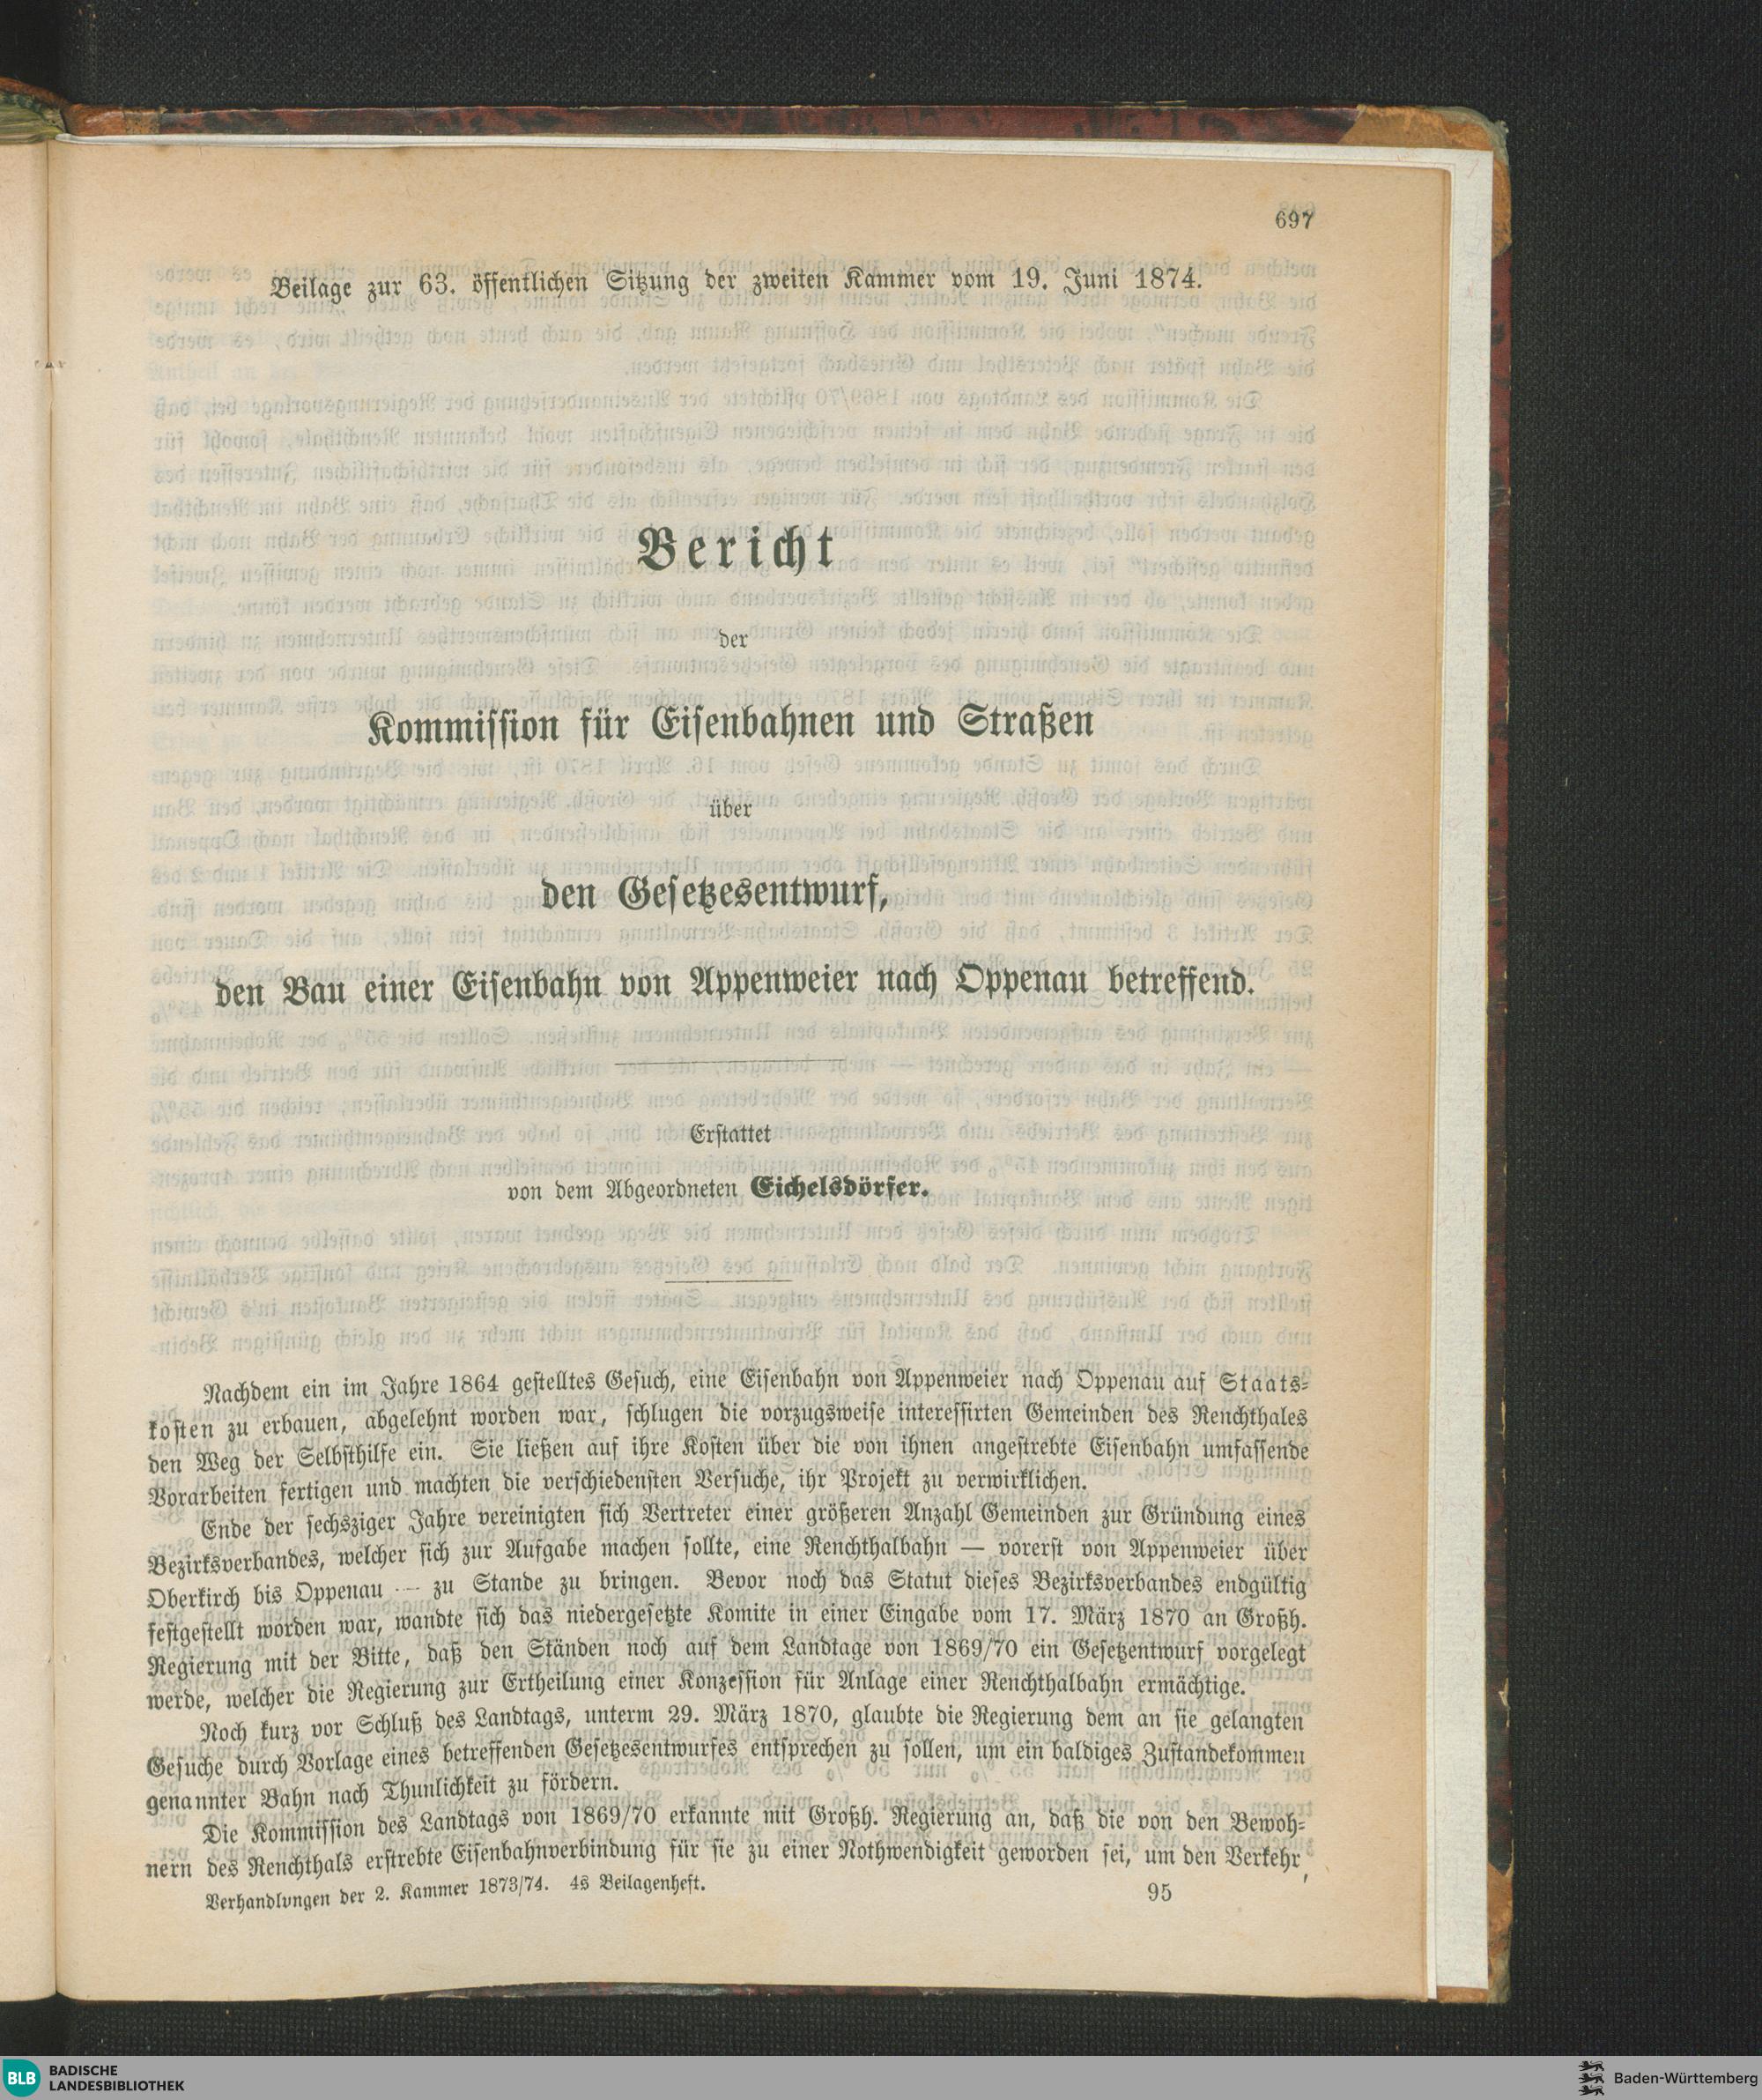 697
Beilage zur 63. öffentlichen Sitzung der zweiten Kammer vom 19. Juni 1874.
Bericht
der
Kommission für Eisenbahnen und Straßen
über
den Gesetzesentwurf,
den Bau einer Eisenbahn von Appenweier nach Oppenau betreffend.
Erstattet
von dem Abgeordneten Eichelsdörfer.
Nachdem ein im Jahre 1864 gestelltes Gesuch, eine Eisenbahn von Appenweier nach Oppenau auf Staats-
kosten zu erbauen, abgelehnt worden war, schlugen die vorzugsweise interessirten Gemeinden des Renchthales
den Weg der Selbsthilfe ein. Sie ließen auf ihre Kosten über die von ihnen angestrebte Eisenbahn umfassende
Vorarbeiten fertigen und machten die verschiedensten Versuche, ihr Projekt zu verwirklichen.
Ende der sechsziger Jahre vereinigten sich Vertreter einer größeren Anzahl Gemeinden zur Gründung eines
Bezirksverbandes, welcher sich zur Aufgabe machen sollte, eine Renchthalbahn — vorerst von Appenweier über
Oberkirch bis Oppenau — zu Stande zu bringen. Bevor noch das Statut dieses Bezirksverbandes endgültig
festgestellt worden war, wandte sich das niedergesetzte Komite in einer Eingabe vom 17. März 1870 an Großh.
Regierung mit der Bitte, daß den Ständen noch auf dem Landtage von 1869/70 ein Gesetzentwurf vorgelegt
werde, welcher die Regierung zur Ertheilung einer Konzession für Anlage einer Renchthalbahn ermächtige.
Noch kurz vor Schluß des Landtags, unterm 29. März 1870, glaubte die Regierung dem an sie gelangten
Gesuche durch Vorlage eines betreffenden Gesetzesentwurfes entsprechen zu sollen, um ein baldiges Zustandekommen
genannter Bahn nach Thunlichkeit zu fördern.
Die Kommission des Landtags von 1869/70 erkannte mit Großh. Regierung an, daß die von den Bewoh-
nern des Renchthals erstrebte Eisenbahnverbindung für sie zu einer Nothwendigkeit geworden sei, um den Verkehr,
Verhandlungen der 2. Kammer 1873/74. 4s Beilagenheft.
95
BLB BADISCHE
LANDESBIBLIOTHEK
Baden-Württemberg